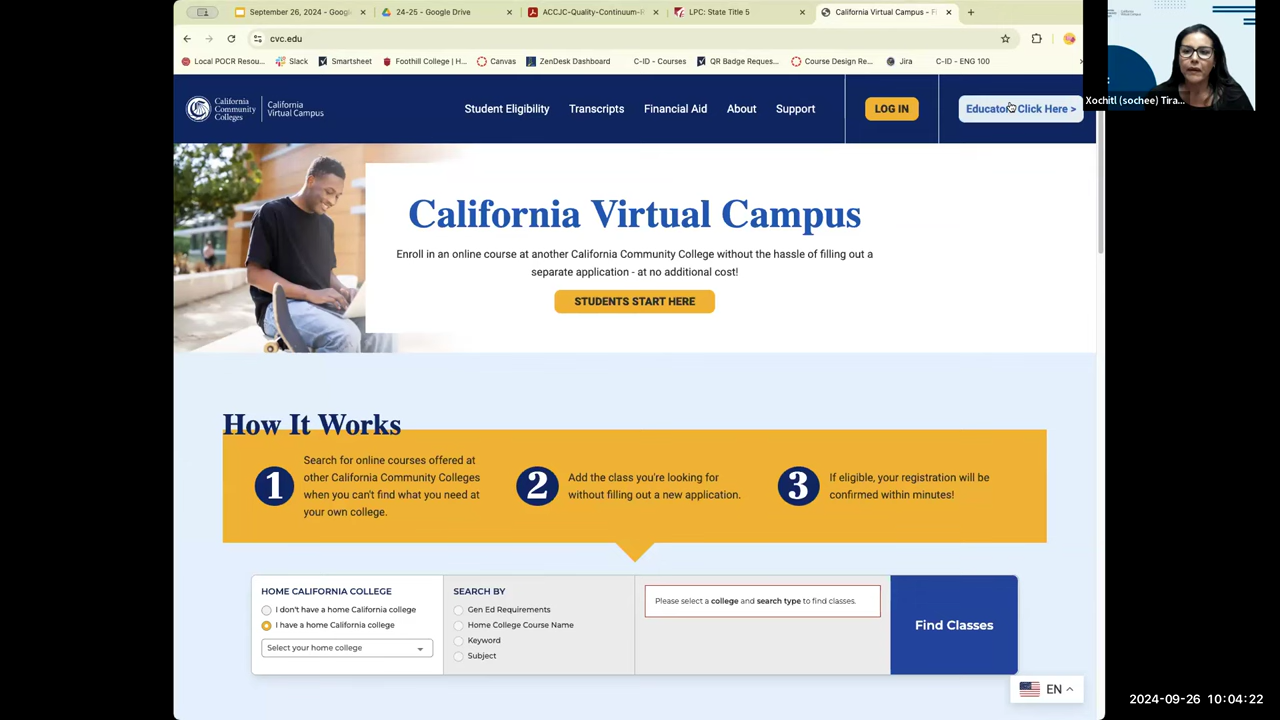 September 26, 2024 - Googl
24-25 - Google Drive
ACCJC-Quality-Continuum-
LPC: State Title 5
California Virtual Campus - Fi
cvc.edu
Local POCR Resou...
Slack
Smartsheet
Foothill College | H...
Canvas
ZenDesk Dashboard
C-ID - Courses
QR Badge Reques...
Course Design Re...
Jira
C-ID - ENG 100
California Community Colleges
California Virtual Campus
Student Eligibility
Transcripts
Financial Aid
About
Support
LOG IN
Educators Click Here >
Xochitl (sochee) Tira...
California Virtual Campus
Enroll in an online course at another California Community College without the hassle of filling out a
separate application - at no additional cost!
STUDENTS START HERE
How It Works
1
Search for online courses offered at
other California Community Colleges
when you can't find what you need at
your own college.
2
Add the class you're looking for
without filling out a new application.
3
If eligible, your registration will be
confirmed within minutes!
HOME CALIFORNIA COLLEGE
I don't have a home California college
I have a home California college
Select your home college
SEARCH BY
Gen Ed Requirements
Home College Course Name
Keyword
Subject
Please select a college and search type to find classes.
Find Classes
EN
2024-09-26 10:04:22